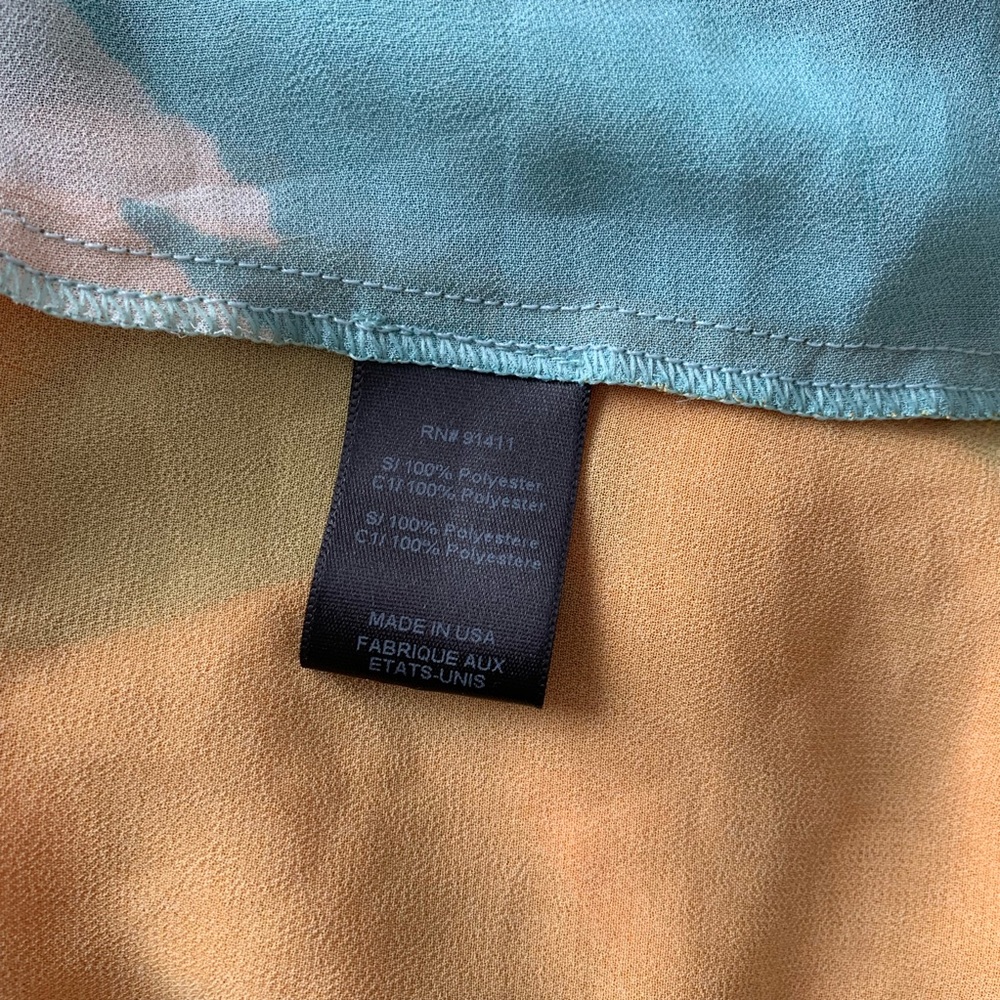 RN# 91411
S/ 100% Polyester
C1/ 100% Polyester
S/ 100% Polyestere
C1/ 100% Polyestere
MADE IN USA
FABRIQUE AUX
ETATS-UNIS